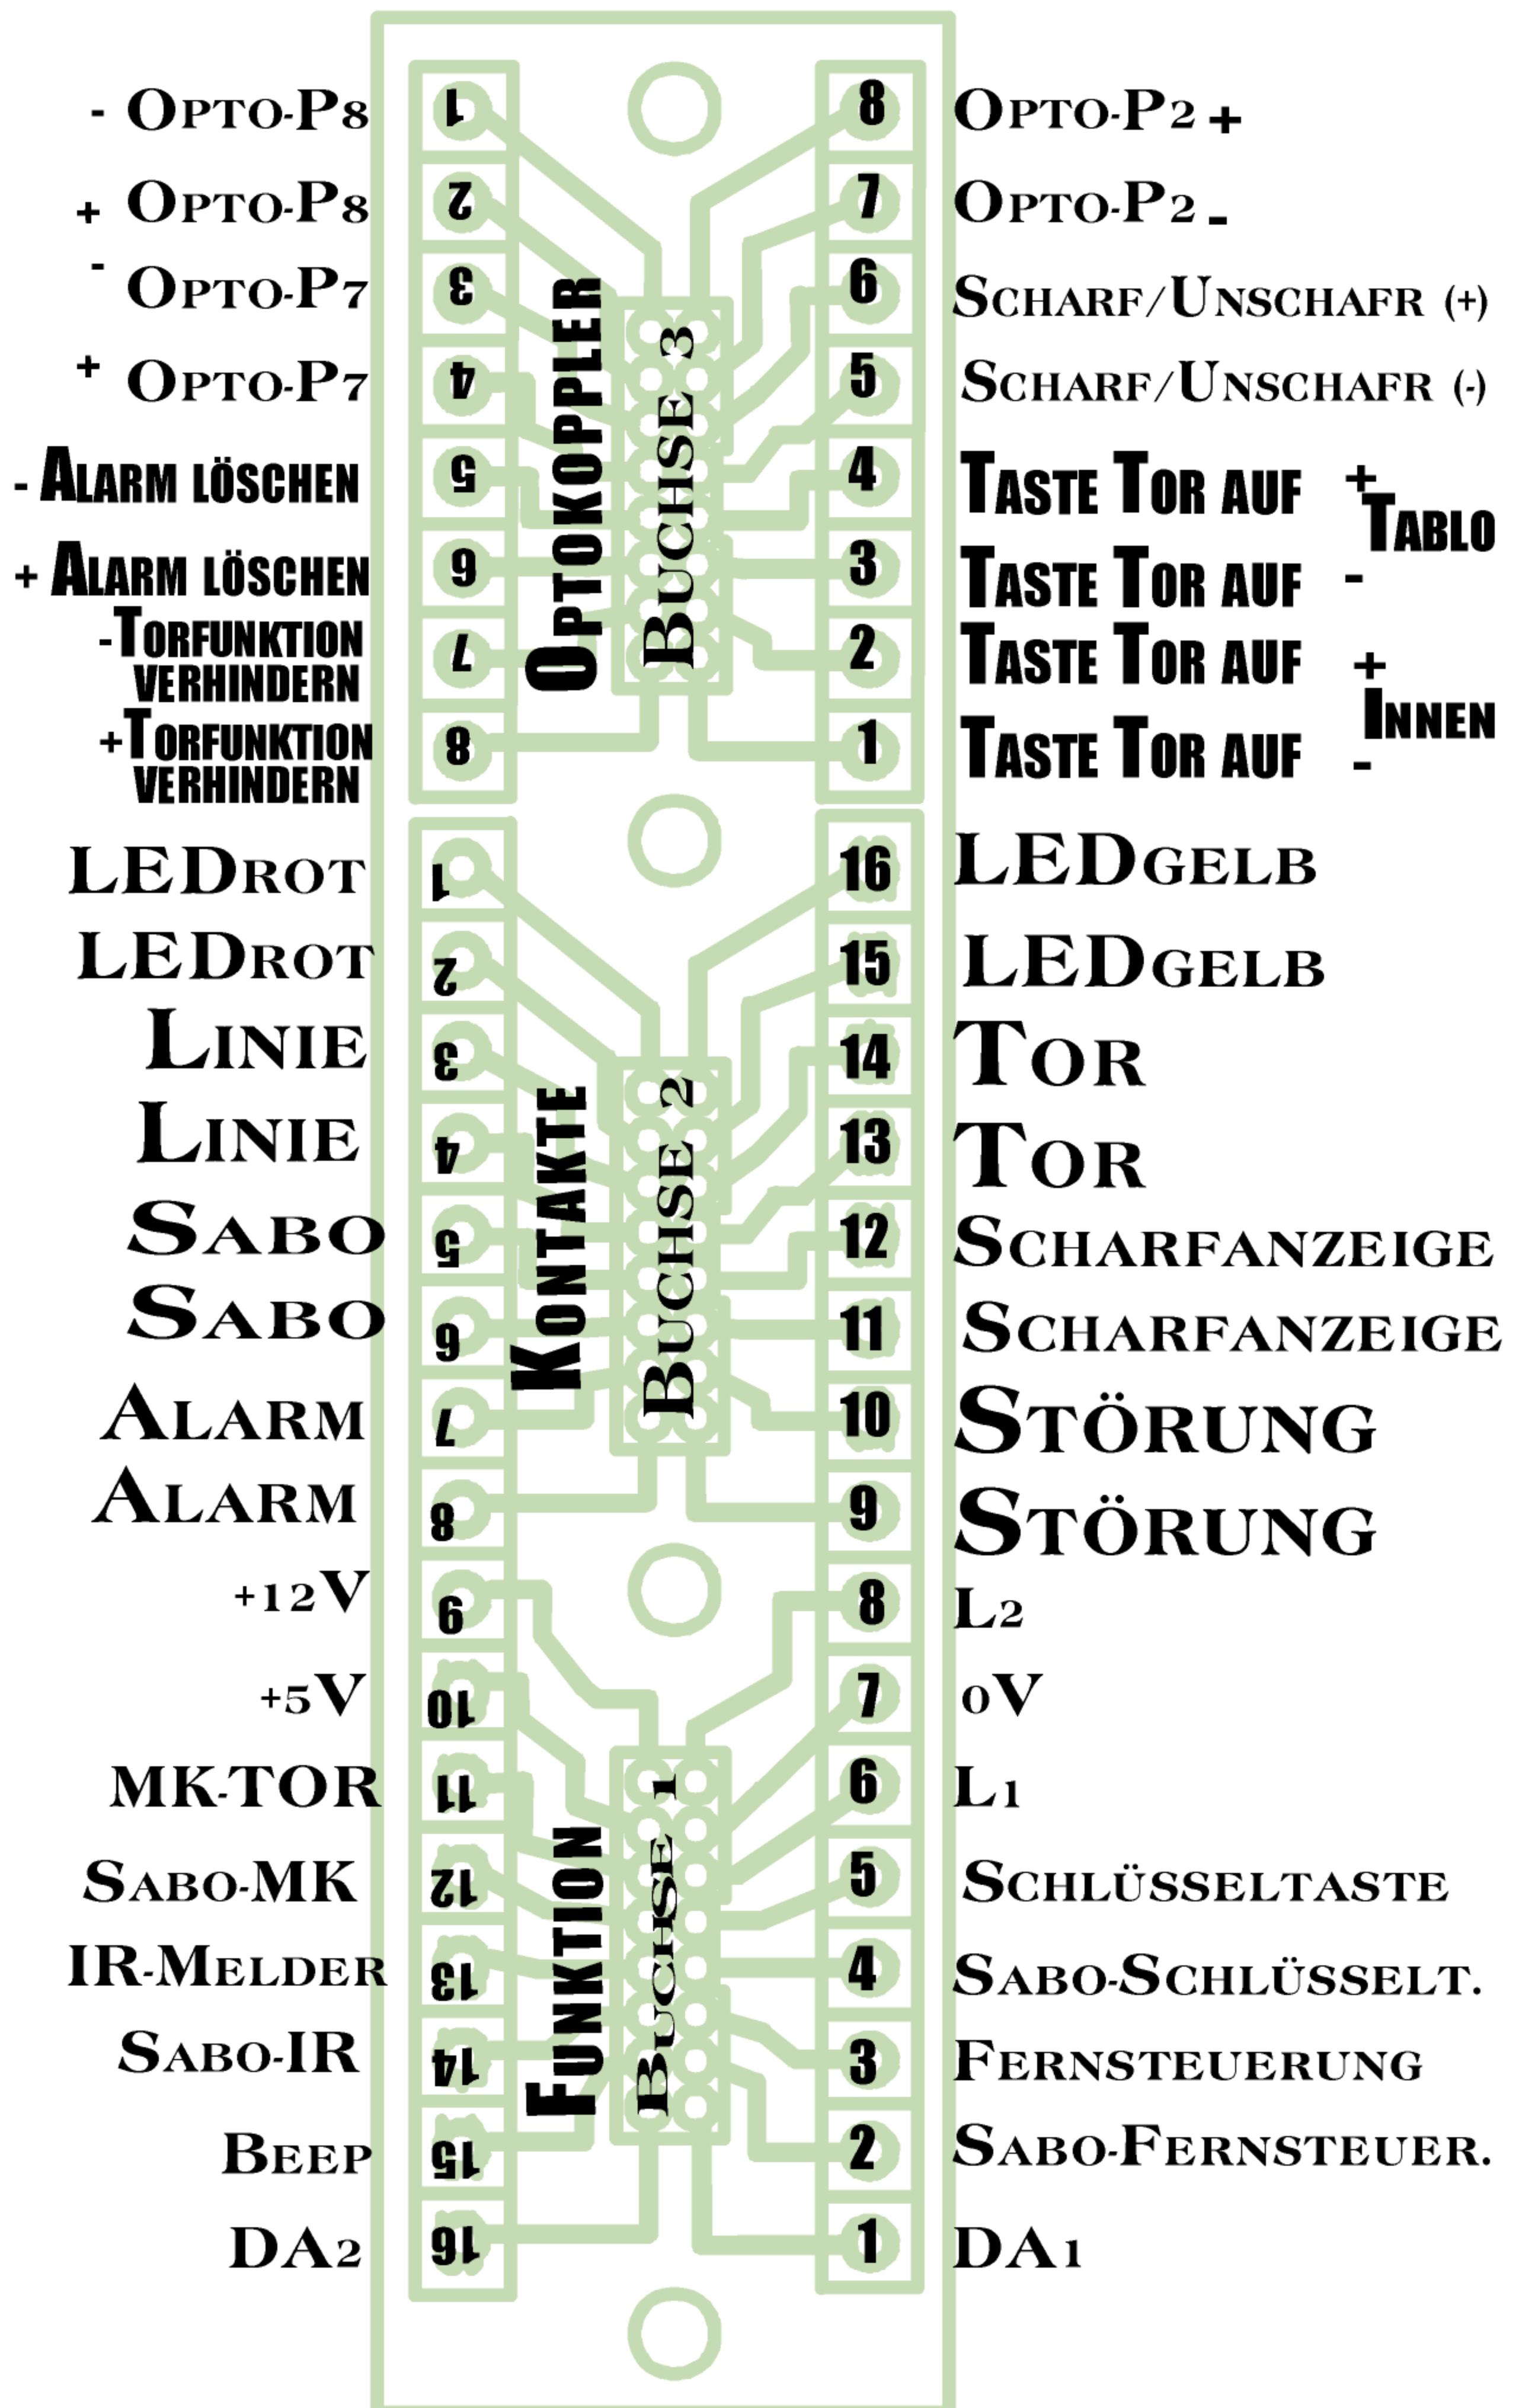 - Opto-P8 1 8 Opto-P2 +
+ Opto-P8 2 7 Opto-P2 -
- Opto-P7 3 6 Scharf/Unschafr (+)
+ Opto-P7 4 5 Scharf/Unschafr (-)
- Alarm löschen 5 4 Taste Tor auf +
Tablo
+ Alarm löschen 6 3 Taste Tor auf -
-Torfunktion
verhindern 7 2 Taste Tor auf +
Innen
+Torfunktion
verhindern 8 1 Taste Tor auf -
Optokoppler
Buchse 3
LEDrot 1 16 LEDgelb
LEDrot 2 15 LEDgelb
Linie 3 14 Tor
Linie 4 13 Tor
Sabo 5 12 Scharfanzeige
Sabo 6 11 Scharfanzeige
Alarm 7 10 Störung
Alarm 8 9 Störung
Kontakte
Buchse 2
+12V 9 8 L2
+5V 10 7 0V
MK-TOR 11 6 L1
Sabo-MK 12 5 Schlüsseltaste
IR-Melder 13 4 Sabo-Schlüsselt.
Sabo-IR 14 3 Fernsteuerung
Beep 15 2 Sabo-Fernsteuer.
DA2 16 1 DA1
Funktion
Buchse 1